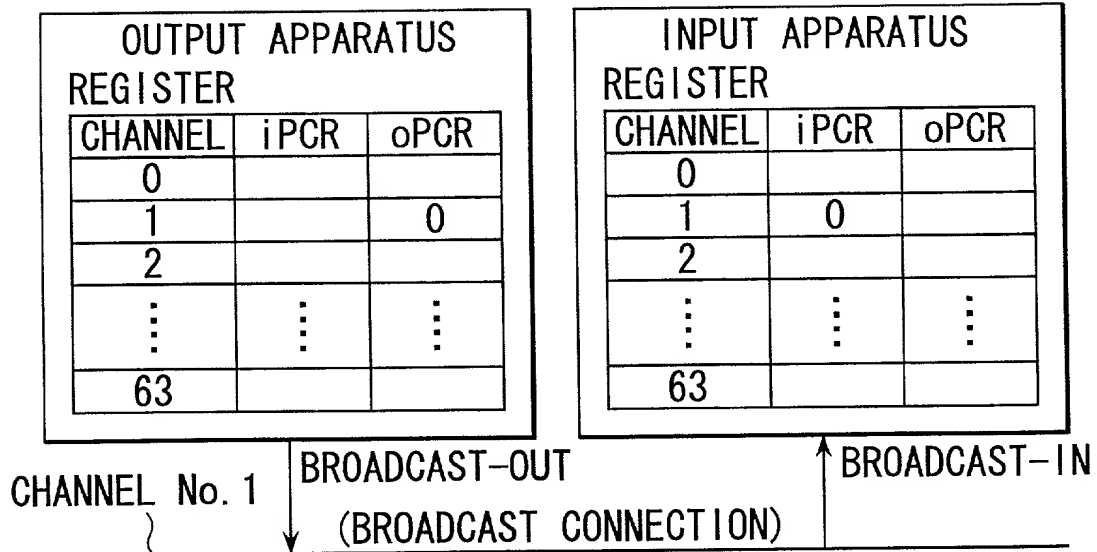 OUTPUT APPARATUS
REGISTER
CHANNEL iPCR oPCR
0
1 0
2
⋮ ⋮ ⋮
63
INPUT APPARATUS
REGISTER
CHANNEL iPCR oPCR
0
1 0
2
⋮ ⋮ ⋮
63
BROADCAST-OUT
BROADCAST-IN
CHANNEL No. 1
(BROADCAST CONNECTION)